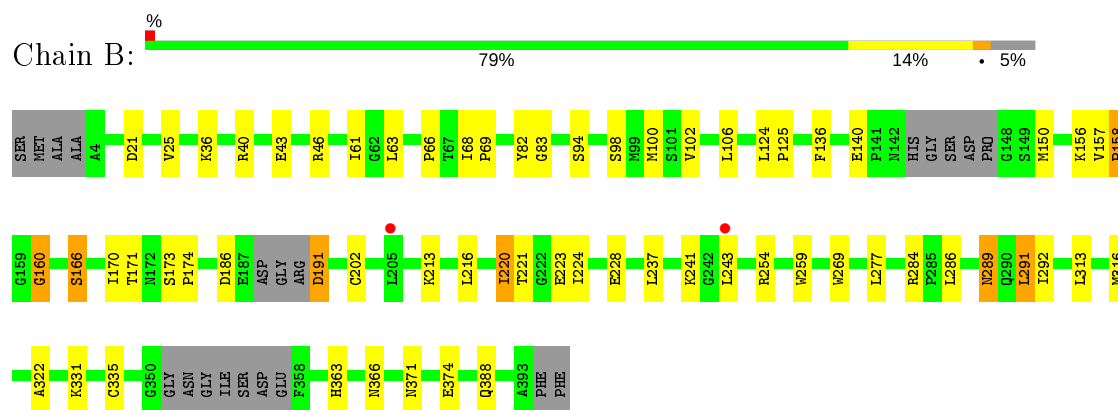 %
Chain B:
79% 14% • 5%
SER MET ALA ALA A4 D21 V25 K36 R40 E43 R46 I61 G62 L63 P66 T67 I68 P69 Y82 G83 S94 S98 M99 M100 S101 V102 L106 L124 P125 F136 E140 P141 N142 HIS GLY SER ASP PRO G148 S149 M150 K156 V157 P158
G159 G160 S166 I170 T171 N172 S173 P174 D186 E187 ASP GLY ARG D191 C202 L205 K213 L216 I220 T221 G222 E223 I224 E228 L237 K241 G242 L243 R254 W259 W269 L277 R284 P285 L286 N289 Q290 L291 I292 L313 M316
A322 K331 C335 G350 GLY ASN GLY ILE SER ASP GLU F358 H363 N366 N371 E374 Q388 A393 PHE PHE